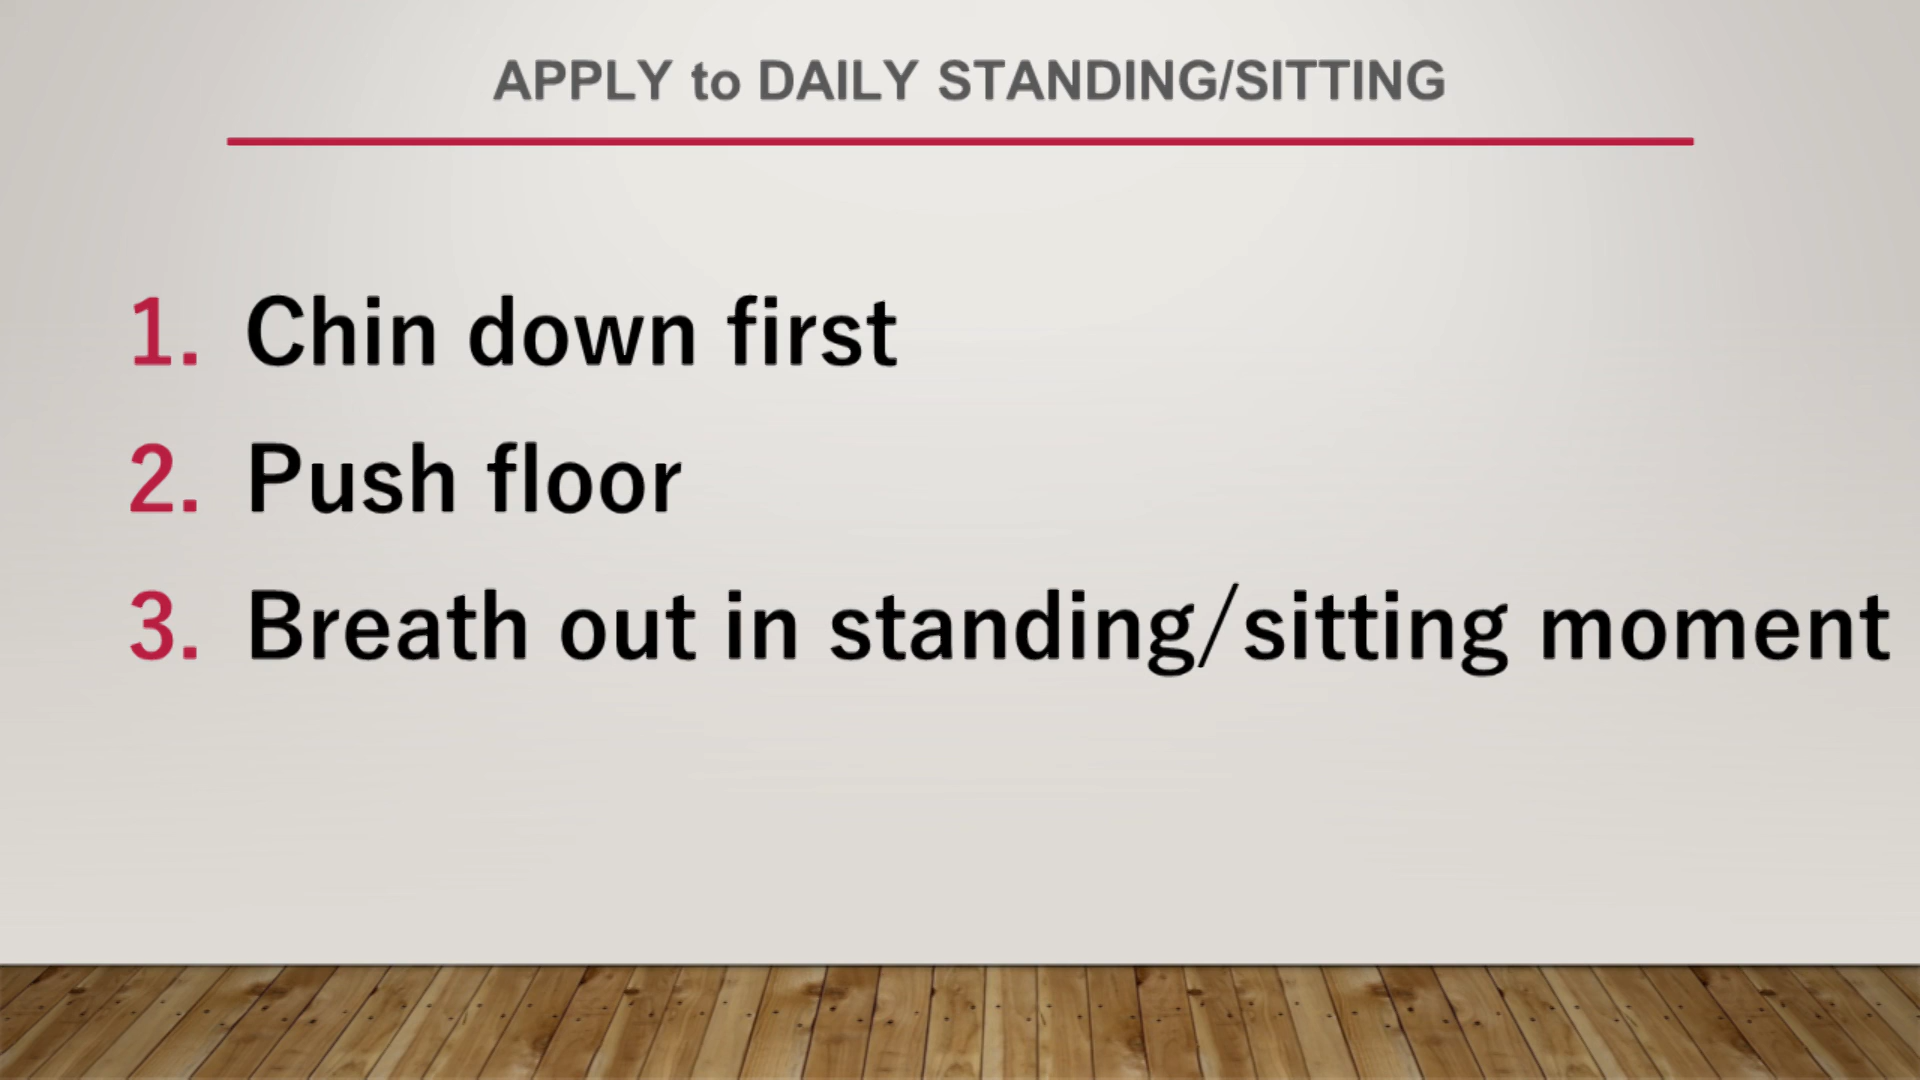 APPLY to DAILY STANDING/SITTING
1. Chin down first
2. Push floor
3. Breath out in standing/sitting moment